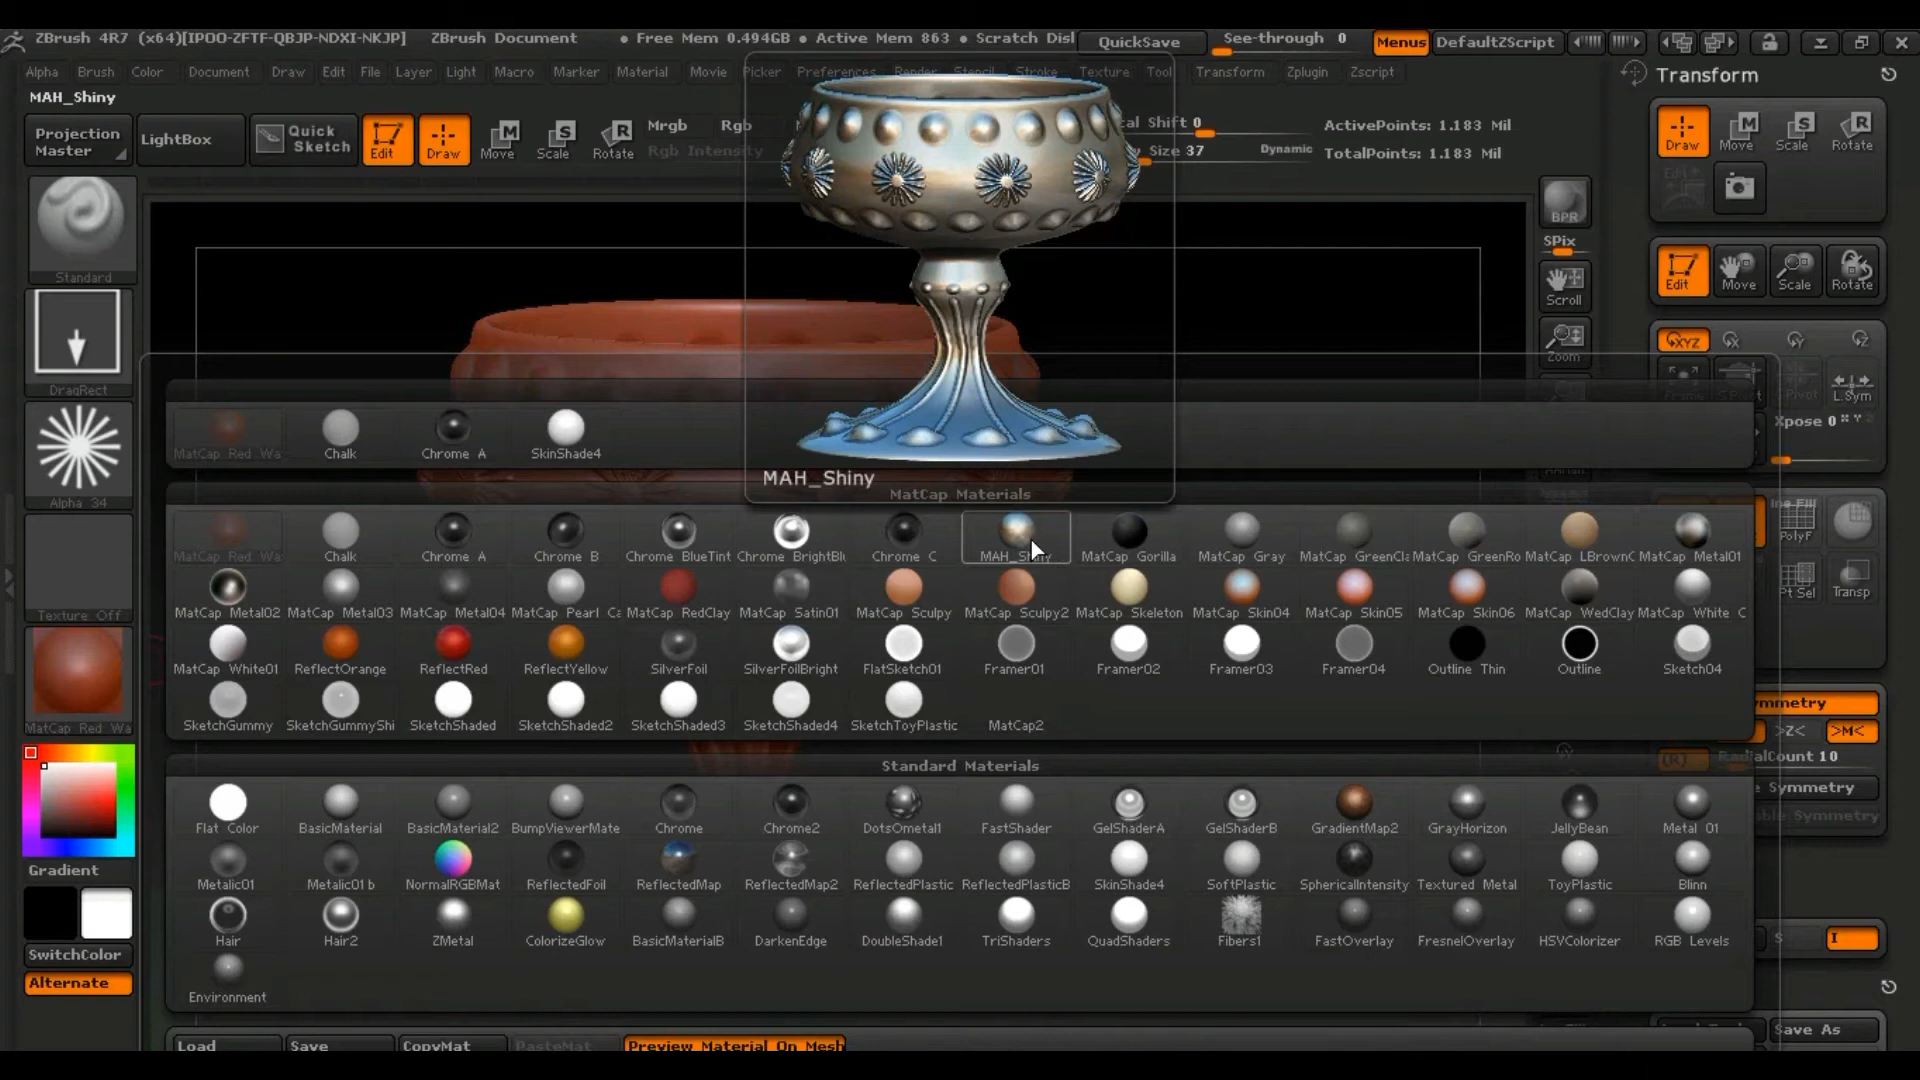 ZBrush 4R7 (x64)[IPOO-ZFTF-QBJP-NDXI-NKJP] ZBrush Document • Free Mem 0.494GB • Active Mem 863 • Scratch Disl QuickSave See-through 0 Menus DefaultZScript
Alpha Brush Color Document Draw Edit File Layer Light Macro Marker Material Movie Picker Preferences Render Stencil Stroke Texture Tool Transform Zplugin Zscript
Transform
MAH_Shiny
Projection Master
LightBox
Quick Sketch
Edit Draw Move Scale Rotate
Mrgb Rgb
Rgb Intensity
cal Shift 0
Size 37 Dynamic
ActivePoints: 1.183 Mil
TotalPoints: 1.183 Mil
Draw Move Scale Rotate
Standard
DragRect
Alpha 34
Texture Off
MatCap Red Wa
Gradient
SwitchColor
Alternate
BPR
SPix
Scroll
Zoom
Edit Move Scale Rotate
XYZ
L.Sym
Xpose 0
MatCap Red Wa Chalk Chrome A SkinShade4
MAH_Shiny
MatCap Materials
MatCap Red Wa Chalk Chrome A Chrome B Chrome BlueTint Chrome BrightBlu Chrome C MAH_Shiny MatCap Gorilla MatCap Gray MatCap GreenCla MatCap GreenRo MatCap LBrownC MatCap Metal01
MatCap Metal02 MatCap Metal03 MatCap Metal04 MatCap Pearl Ca MatCap RedClay MatCap Satin01 MatCap Sculpy MatCap Sculpy2 MatCap Skeleton MatCap Skin04 MatCap Skin05 MatCap Skin06 MatCap WedClay MatCap White C
MatCap White01 ReflectOrange ReflectRed ReflectYellow SilverFoil SilverFoilBright FlatSketch01 Framer01 Framer02 Framer03 Framer04 Outline Thin Outline Sketch04
SketchGummy SketchGummyShi SketchShaded SketchShaded2 SketchShaded3 SketchShaded4 SketchToyPlastic MatCap2
Standard Materials
Flat Color BasicMaterial BasicMaterial2 BumpViewerMate Chrome Chrome2 DotsOmetal1 FastShader GelShaderA GelShaderB GradientMap2 GrayHorizon JellyBean Metal 01
Metalic01 Metalic01 b NormalRGBMat ReflectedFoil ReflectedMap ReflectedMap2 ReflectedPlastic ReflectedPlasticB SkinShade4 SoftPlastic SphericalIntensity Textured Metal ToyPlastic Blinn
Hair Hair2 ZMetal ColorizeGlow BasicMaterialB DarkenEdge DoubleShade1 TriShaders QuadShaders Fibers1 FastOverlay FresnelOverlay HSVColorizer RGB Levels
Environment
Load Save CopyMat PasteMat Preview Material On Mesh
ine Fill
PolyF
Pt Sel Transp
mmetry
>Z< >M<
(R) RadialCount 10
Symmetry
ble Symmetry
S I
Save As